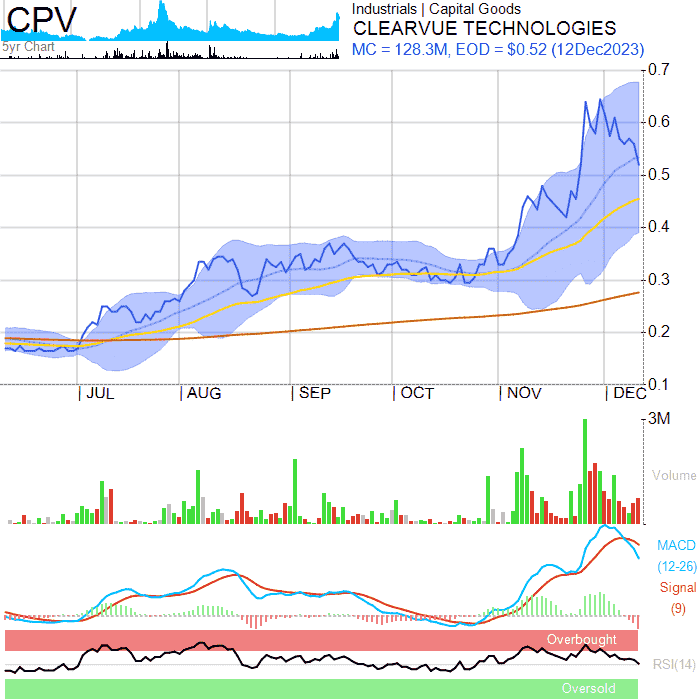 CPV
5yr Chart
Industrials | Capital Goods
CLEARVUE TECHNOLOGIES
MC = 128.3M, EOD = $0.52 (12Dec2023)
0.7
0.6
0.5
0.4
0.3
0.2
0.1
JUL AUG SEP OCT NOV DEC
3M
Volume
MACD
(12-26)
Signal
(9)
Overbought
RSI(14)
Oversold